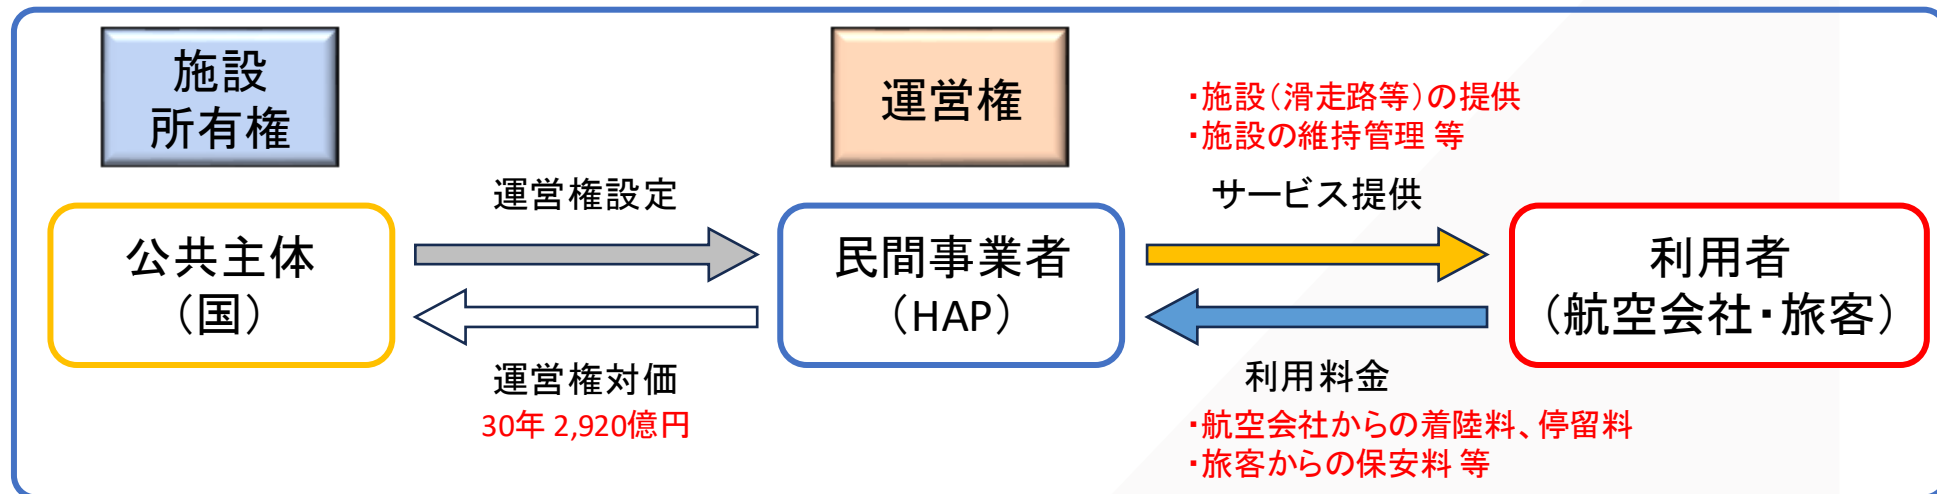 施設
所有権
運営権
・施設(滑走路等)の提供
・施設の維持管理 等
運営権設定
サービス提供
公共主体
(国)
民間事業者
(HAP)
利用者
(航空会社・旅客)
運営権対価
30年 2,920億円
利用料金
・航空会社からの着陸料、停留料
・旅客からの保安料 等